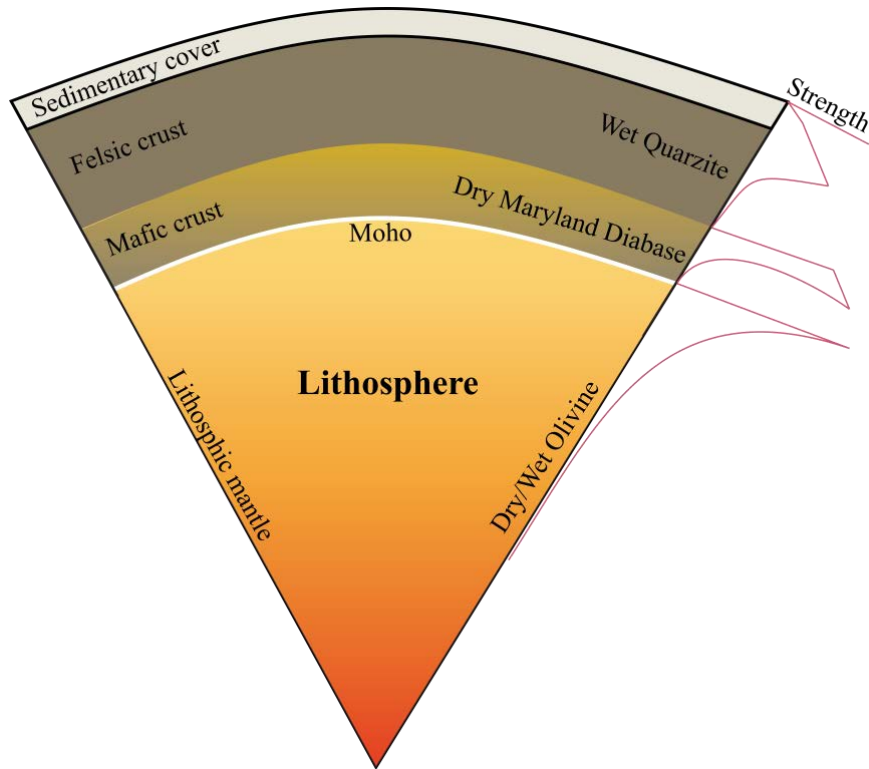 Sedimentary cover
Strength
Felsic crust
Wet Quarzite
Mafic crust
Dry Maryland Diabase
Moho
Lithosphere
Lithosphic mantle
Dry/Wet Olivine